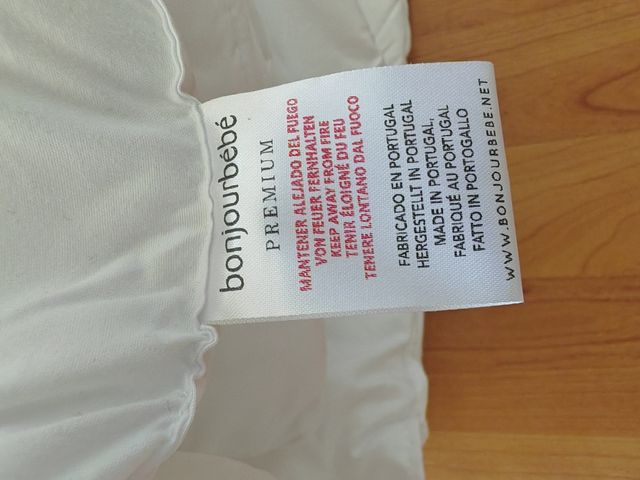 bonjourbébé
PREMIUM
MANTENER ALEJADO DEL FUEGO
VON FEUER FERNHALTEN
KEEP AWAY FROM FIRE
TENIR ÉLOIGNÉ DU FEU
TENERE LONTANO DAL FUOCO
FABRICADO EN PORTUGAL
HERGESTELLT IN PORTUGAL
MADE IN PORTUGAL,
FABRIQUÉ AU PORTUGAL
FATTO IN PORTOGALLO
WWW.BONJOURBEBE.NET